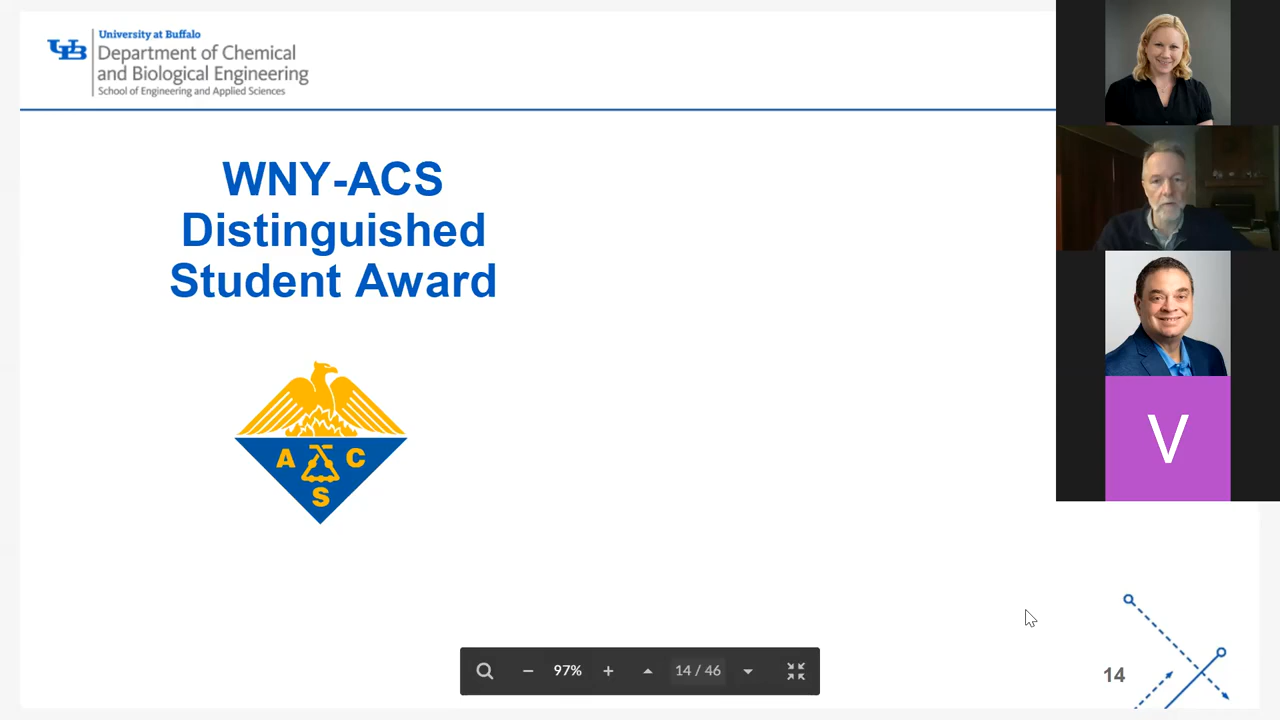 UB
University at Buffalo
Department of Chemical
and Biological Engineering
School of Engineering and Applied Sciences
WNY-ACS
Distinguished
Student Award
A C
S
V
97%
14 / 46
14